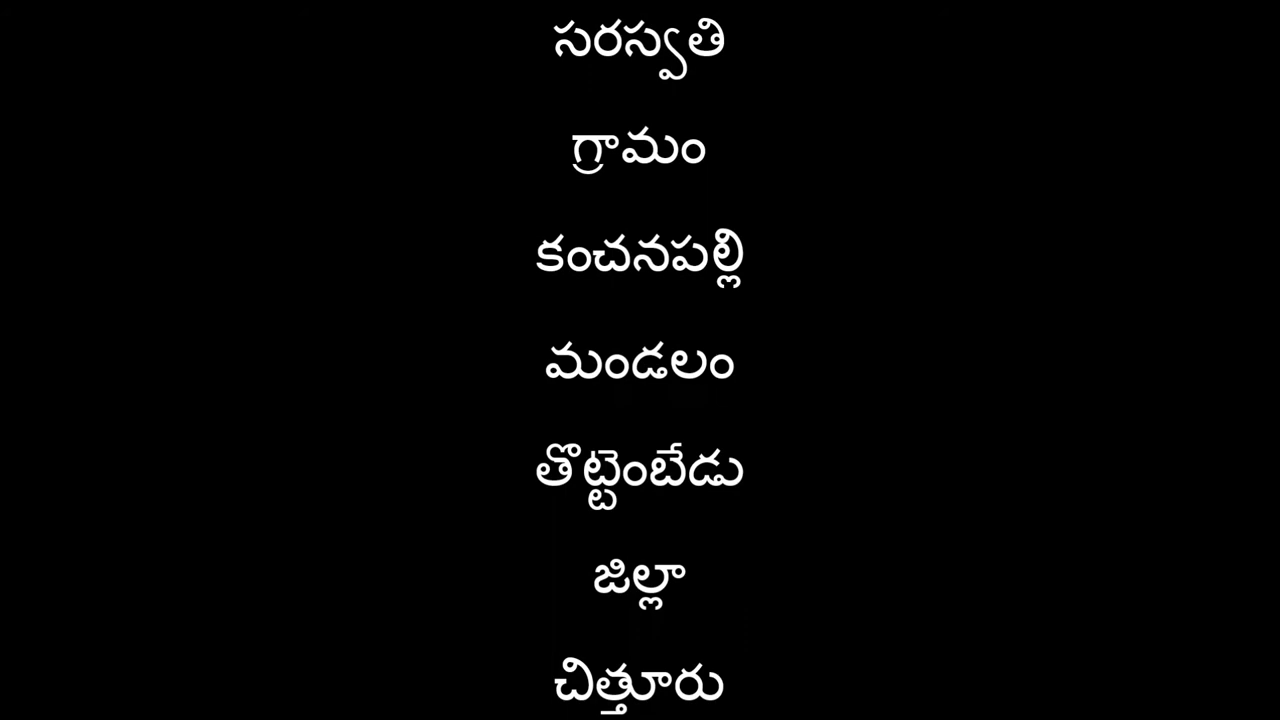 సరస్వతి
గ్రామం
కంచనపల్లి
మండలం
తొట్టెంబేడు
జిల్లా
చిత్తూరు